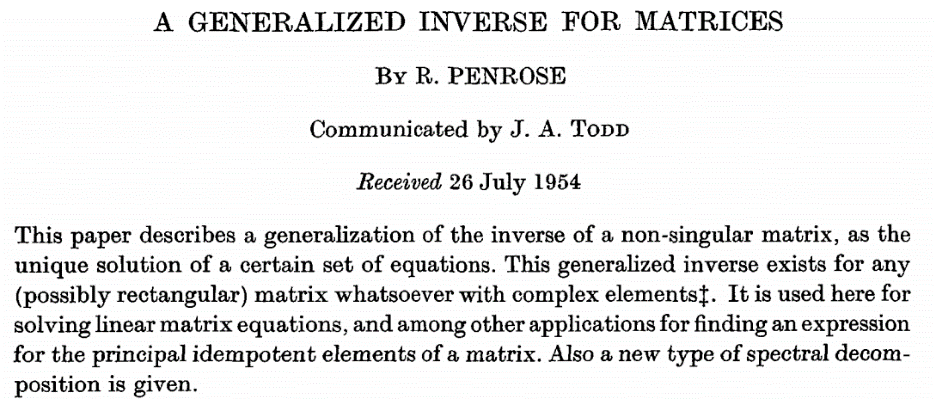 A GENERALIZED INVERSE FOR MATRICES
By R. PENROSE
Communicated by J. A. Todd
Received 26 July 1954
This paper describes a generalization of the inverse of a non-singular matrix, as the
unique solution of a certain set of equations. This generalized inverse exists for any
(possibly rectangular) matrix whatsoever with complex elements‡. It is used here for
solving linear matrix equations, and among other applications for finding an expression
for the principal idempotent elements of a matrix. Also a new type of spectral decom-
position is given.